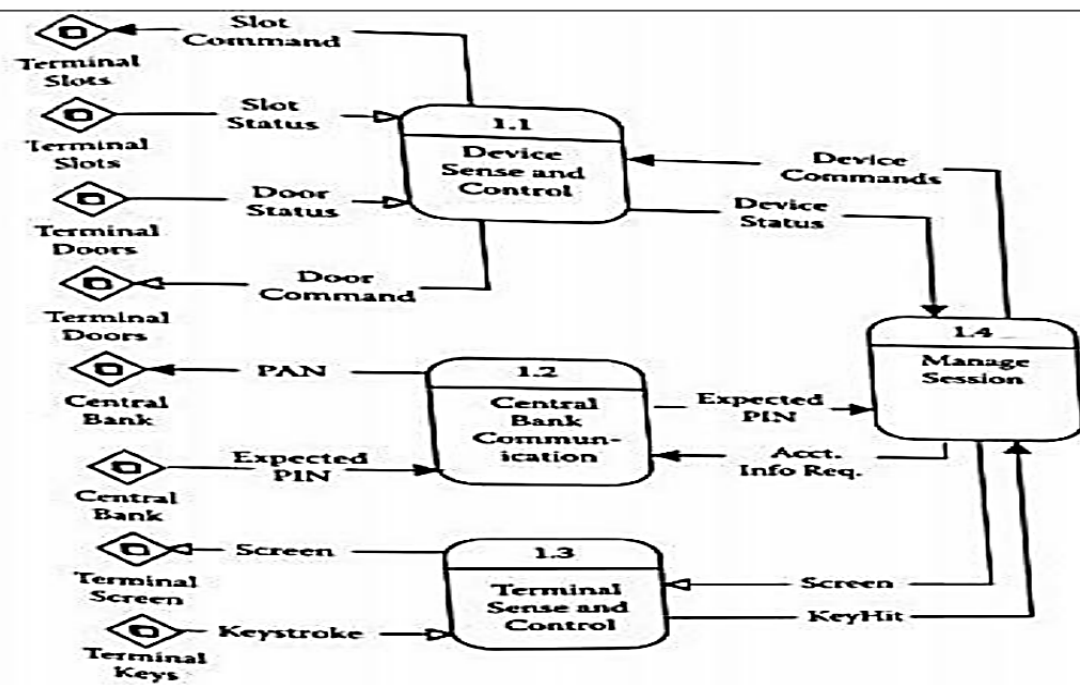 Slot
Command
Terminal
Slots
Slot
Status
Terminal
Slots
1.1
Device
Sense and
Control
Door
Status
Terminal
Doors
Door
Command
Terminal
Doors
Device
Commands
Device
Status
1.4
Manage
Session
PAN
Central
Bank
1.2
Central
Bank
Commun-
ication
Expected
PIN
Acct.
Info Req.
Expected
PIN
Central
Bank
Screen
Terminal
Screen
1.3
Terminal
Sense and
Control
Screen
KeyHit
Keystroke
Terminal
Keys